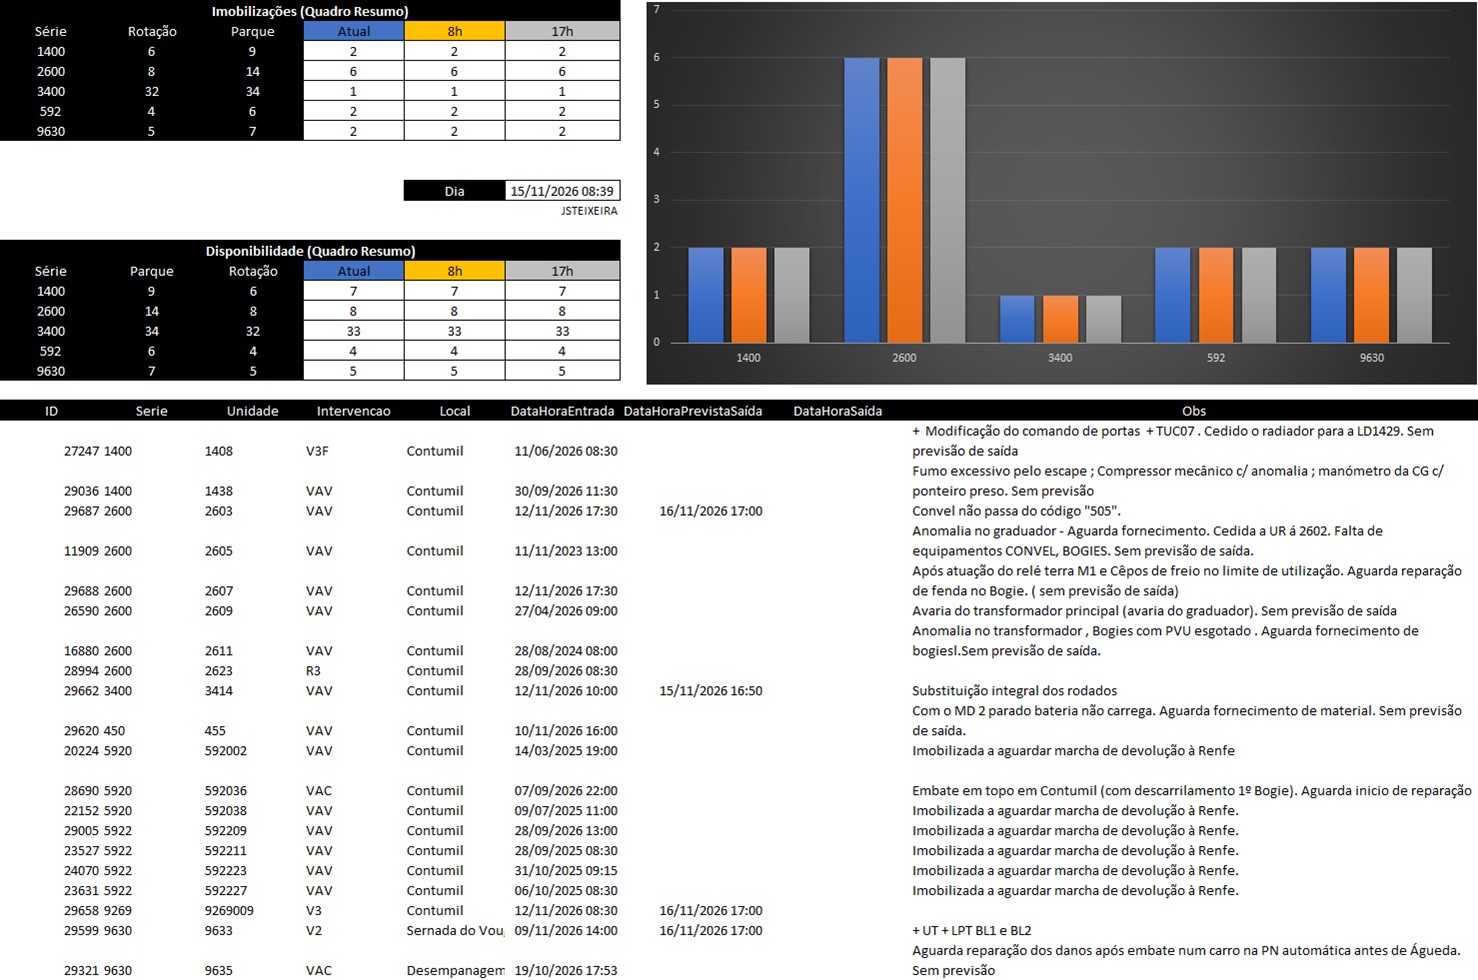 Imobilizações (Quadro Resumo)
Série Rotação Parque Atual 8h 17h
1400 6 9 2 2 2
2600 8 14 6 6 6
3400 32 34 1 1 1
592 4 6 2 2 2
9630 5 7 2 2 2
Dia 15/11/2026 08:39
JSTEIXEIRA
Disponibilidade (Quadro Resumo)
Série Parque Rotação Atual 8h 17h
1400 9 6 7 7 7
2600 14 8 8 8 8
3400 34 32 33 33 33
592 6 4 4 4 4
9630 7 5 5 5 5
7
6
5
4
3
2
1
0
1400 2600 3400 592 9630
ID Serie Unidade Intervencao Local DataHoraEntrada DataHoraPrevistaSaída DataHoraSaída Obs
+ Modificação do comando de portas + TUC07 . Cedido o radiador para a LD1429. Sem
27247 1400 1408 V3F Contumil 11/06/2026 08:30 previsão de saída
Fumo excessivo pelo escape ; Compressor mecânico c/ anomalia ; manómetro da CG c/
29036 1400 1438 VAV Contumil 30/09/2026 11:30 ponteiro preso. Sem previsão
29687 2600 2603 VAV Contumil 12/11/2026 17:30 16/11/2026 17:00 Convel não passa do código "505".
Anomalia no graduador - Aguarda fornecimento. Cedida a UR á 2602. Falta de
11909 2600 2605 VAV Contumil 11/11/2023 13:00 equipamentos CONVEL, BOGIES. Sem previsão de saída.
Após atuação do relé terra M1 e Cêpos de freio no limite de utilização. Aguarda reparação
29688 2600 2607 VAV Contumil 12/11/2026 17:30 de fenda no Bogie. ( sem previsão de saída)
26590 2600 2609 VAV Contumil 27/04/2026 09:00 Avaria do transformador principal (avaria do graduador). Sem previsão de saída
Anomalia no transformador , Bogies com PVU esgotado . Aguarda fornecimento de
16880 2600 2611 VAV Contumil 28/08/2024 08:00 bogiesl.Sem previsão de saída.
28994 2600 2623 R3 Contumil 28/09/2026 08:30
29662 3400 3414 VAV Contumil 12/11/2026 10:00 15/11/2026 16:50 Substituição integral dos rodados
Com o MD 2 parado bateria não carrega. Aguarda fornecimento de material. Sem previsão
29620 450 455 VAV Contumil 10/11/2026 16:00 de saída.
20224 5920 592002 VAV Contumil 14/03/2025 19:00 Imobilizada a aguardar marcha de devolução à Renfe
28690 5920 592036 VAC Contumil 07/09/2026 22:00 Embate em topo em Contumil (com descarrilamento 1º Bogie). Aguarda inicio de reparação
22152 5920 592038 VAV Contumil 09/07/2025 11:00 Imobilizada a aguardar marcha de devolução à Renfe.
29005 5922 592209 VAV Contumil 28/09/2026 13:00 Imobilizada a aguardar marcha de devolução à Renfe.
23527 5922 592211 VAV Contumil 28/09/2025 08:30 Imobilizada a aguardar marcha de devolução à Renfe.
24070 5922 592223 VAV Contumil 31/10/2025 09:15 Imobilizada a aguardar marcha de devolução à Renfe.
23631 5922 592227 VAV Contumil 06/10/2025 08:30 Imobilizada a aguardar marcha de devolução à Renfe.
29658 9269 9269009 V3 Contumil 12/11/2026 08:30 16/11/2026 17:00
29599 9630 9633 V2 Sernada do Vou 09/11/2026 14:00 16/11/2026 17:00 + UT + LPT BL1 e BL2
Aguarda reparação dos danos após embate num carro na PN automática antes de Águeda.
29321 9630 9635 VAC Desempanagem 19/10/2026 17:53 Sem previsão